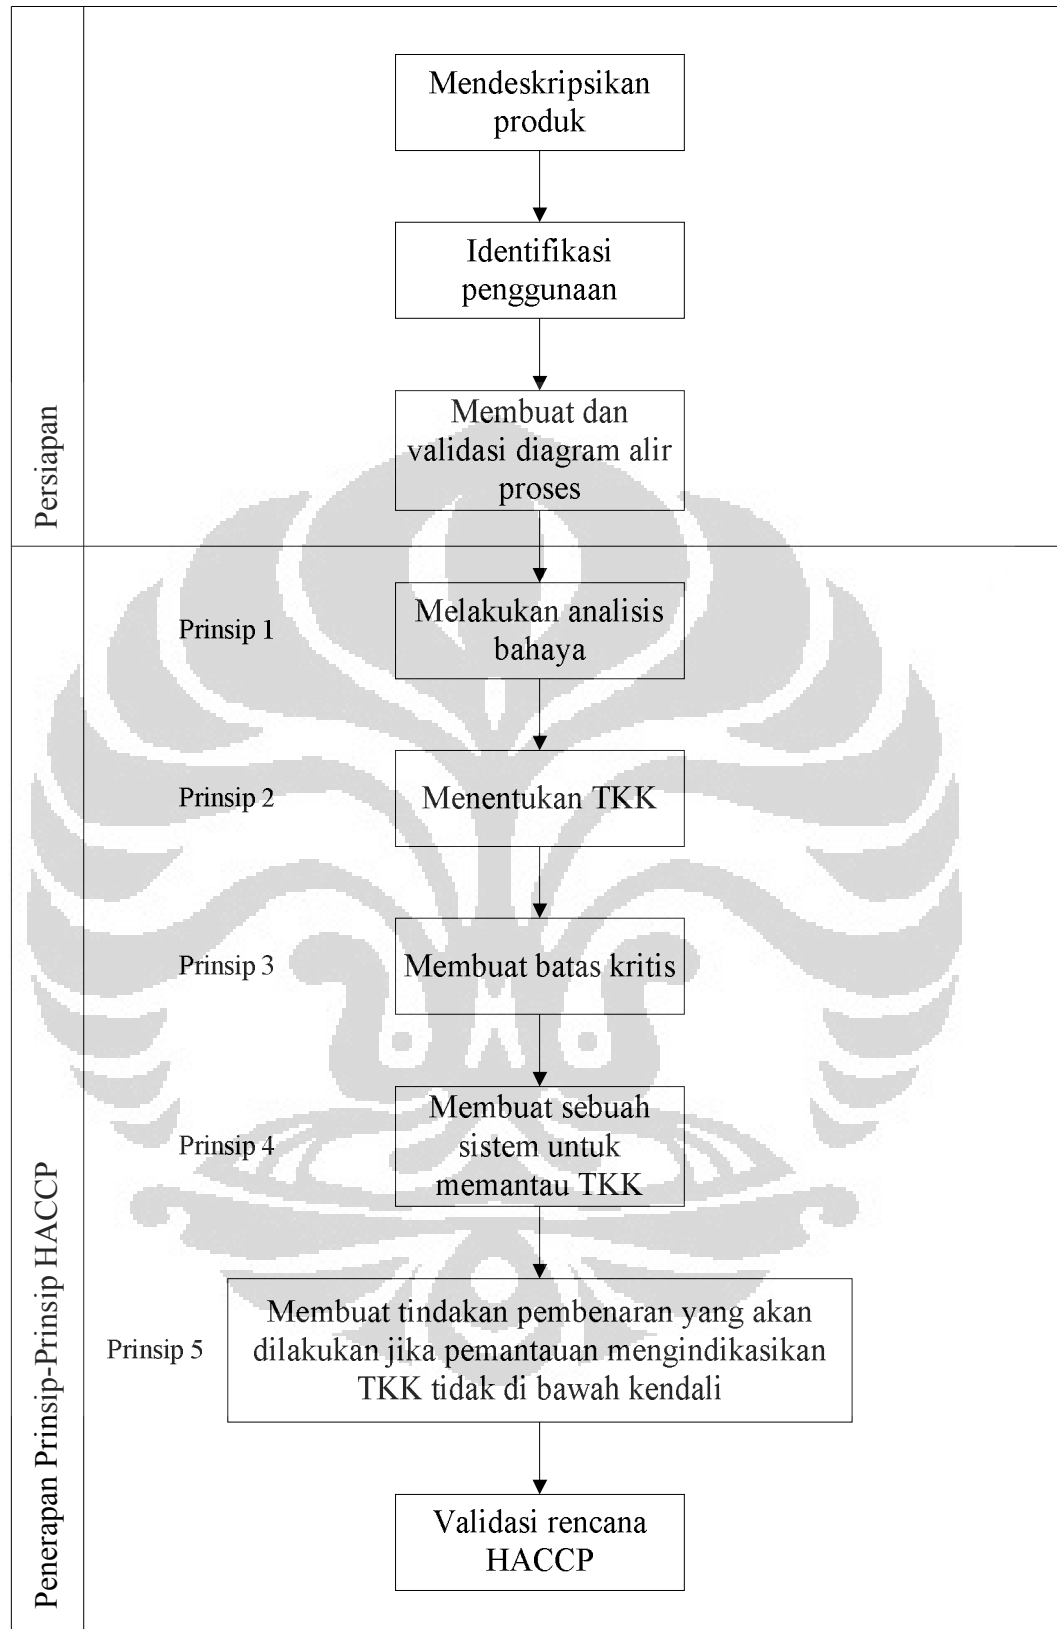 Persiapan
Mendeskripsikan
produk
Identifikasi
penggunaan
Membuat dan
validasi diagram alir
proses
Penerapan Prinsip-Prinsip HACCP
Prinsip 1
Melakukan analisis
bahaya
Prinsip 2
Menentukan TKK
Prinsip 3
Membuat batas kritis
Prinsip 4
Membuat sebuah
sistem untuk
memantau TKK
Prinsip 5
Membuat tindakan pembenaran yang akan
dilakukan jika pemantauan mengindikasikan
TKK tidak di bawah kendali
Validasi rencana
HACCP